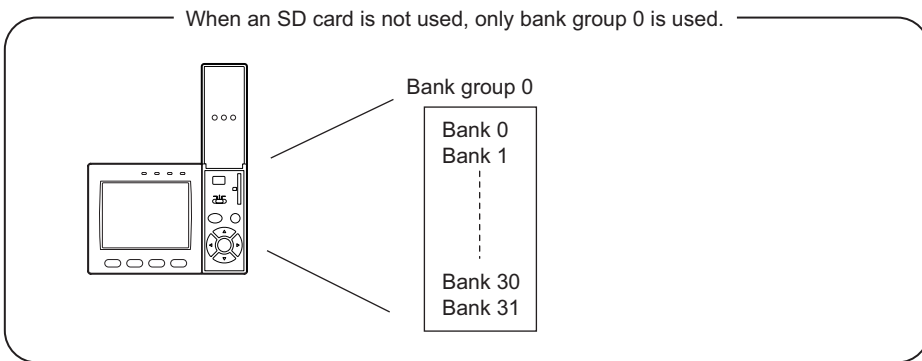 When an SD card is not used, only bank group 0 is used.
Bank group 0
Bank 0
Bank 1
Bank 30
Bank 31